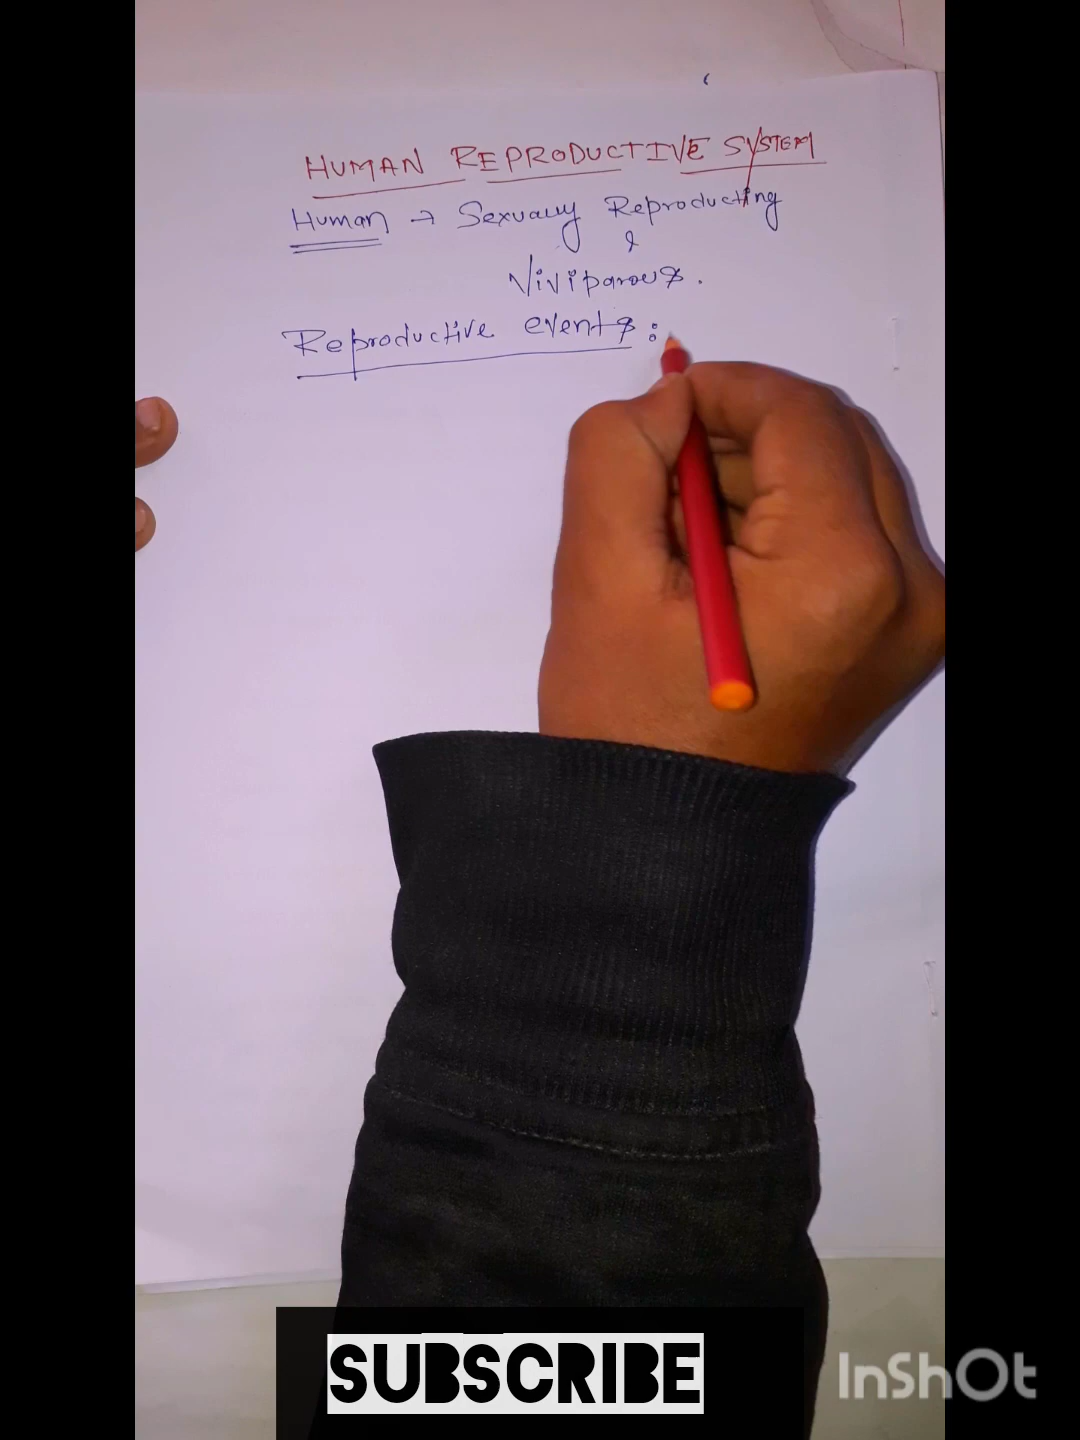 HUMAN REPRODUCTIVE SYSTEM
Human → Sexually Reproducting
&
Viviparous.
Reproductive events :
SUBSCRIBE
InShOt